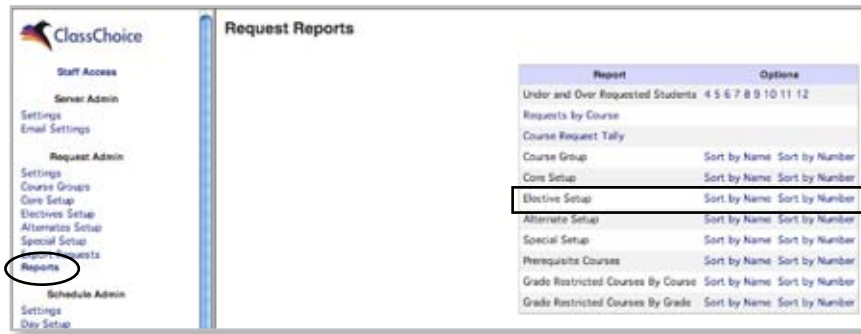 ClassChoice
Staff Access
Server Admin
Settings
Email Settings
Request Admin
Settings
Course Groups
Core Setup
Electives Setup
Alternates Setup
Special Setup
Export Requests
Reports
Schedule Admin
Settings
Day Setup
Request Reports
Report Options
Under and Over Requested Students 4 5 6 7 8 9 10 11 12
Requests by Course
Course Request Tally
Course Group Sort by Name Sort by Number
Core Setup Sort by Name Sort by Number
Elective Setup Sort by Name Sort by Number
Alternate Setup Sort by Name Sort by Number
Special Setup Sort by Name Sort by Number
Prerequisite Courses Sort by Name Sort by Number
Grade Restricted Courses By Course Sort by Name Sort by Number
Grade Restricted Courses By Grade Sort by Name Sort by Number